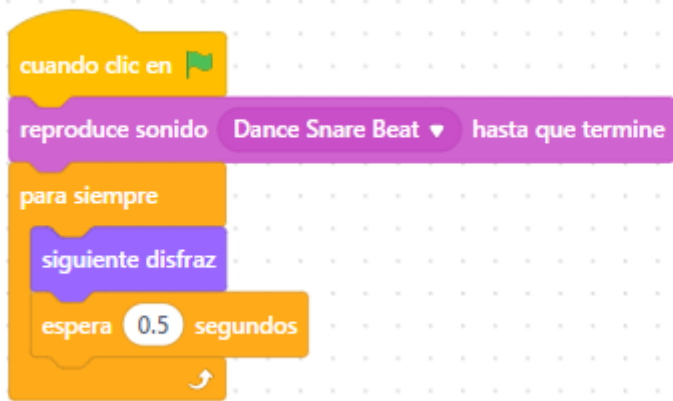 cuando clic en
reproduce sonido Dance Snare Beat hasta que termine
para siempre
siguiente disfraz
espera 0.5 segundos